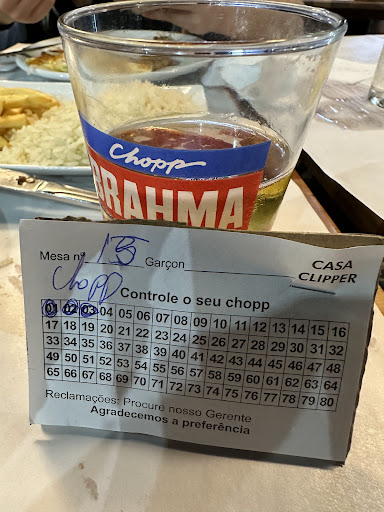 chopp
BRAHMA
Mesa nº 135 Garçon
CASA
CLIPPER
Chopp
Controle o seu chopp
01 02 03 04 05 06 07 08 09 10 11 12 13 14 15 16
17 18 19 20 21 22 23 24 25 26 27 28 29 30 31 32
33 34 35 36 37 38 39 40 41 42 43 44 45 46 47 48
49 50 51 52 53 54 55 56 57 58 59 60 61 62 63 64
65 66 67 68 69 70 71 72 73 74 75 76 77 78 79 80
Reclamações: Procure nosso Gerente
Agradecemos a preferência